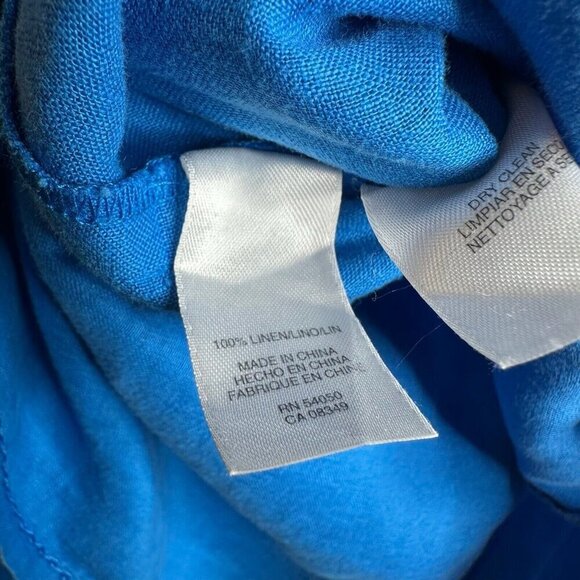 100% LINEN/LINO/LIN
MADE IN CHINA
HECHO EN CHINA
FABRIQUE EN CHINE
RN 54050
CA 08349
DRY CLEAN
LIMPIAR EN SECO
NETTOYAGE A